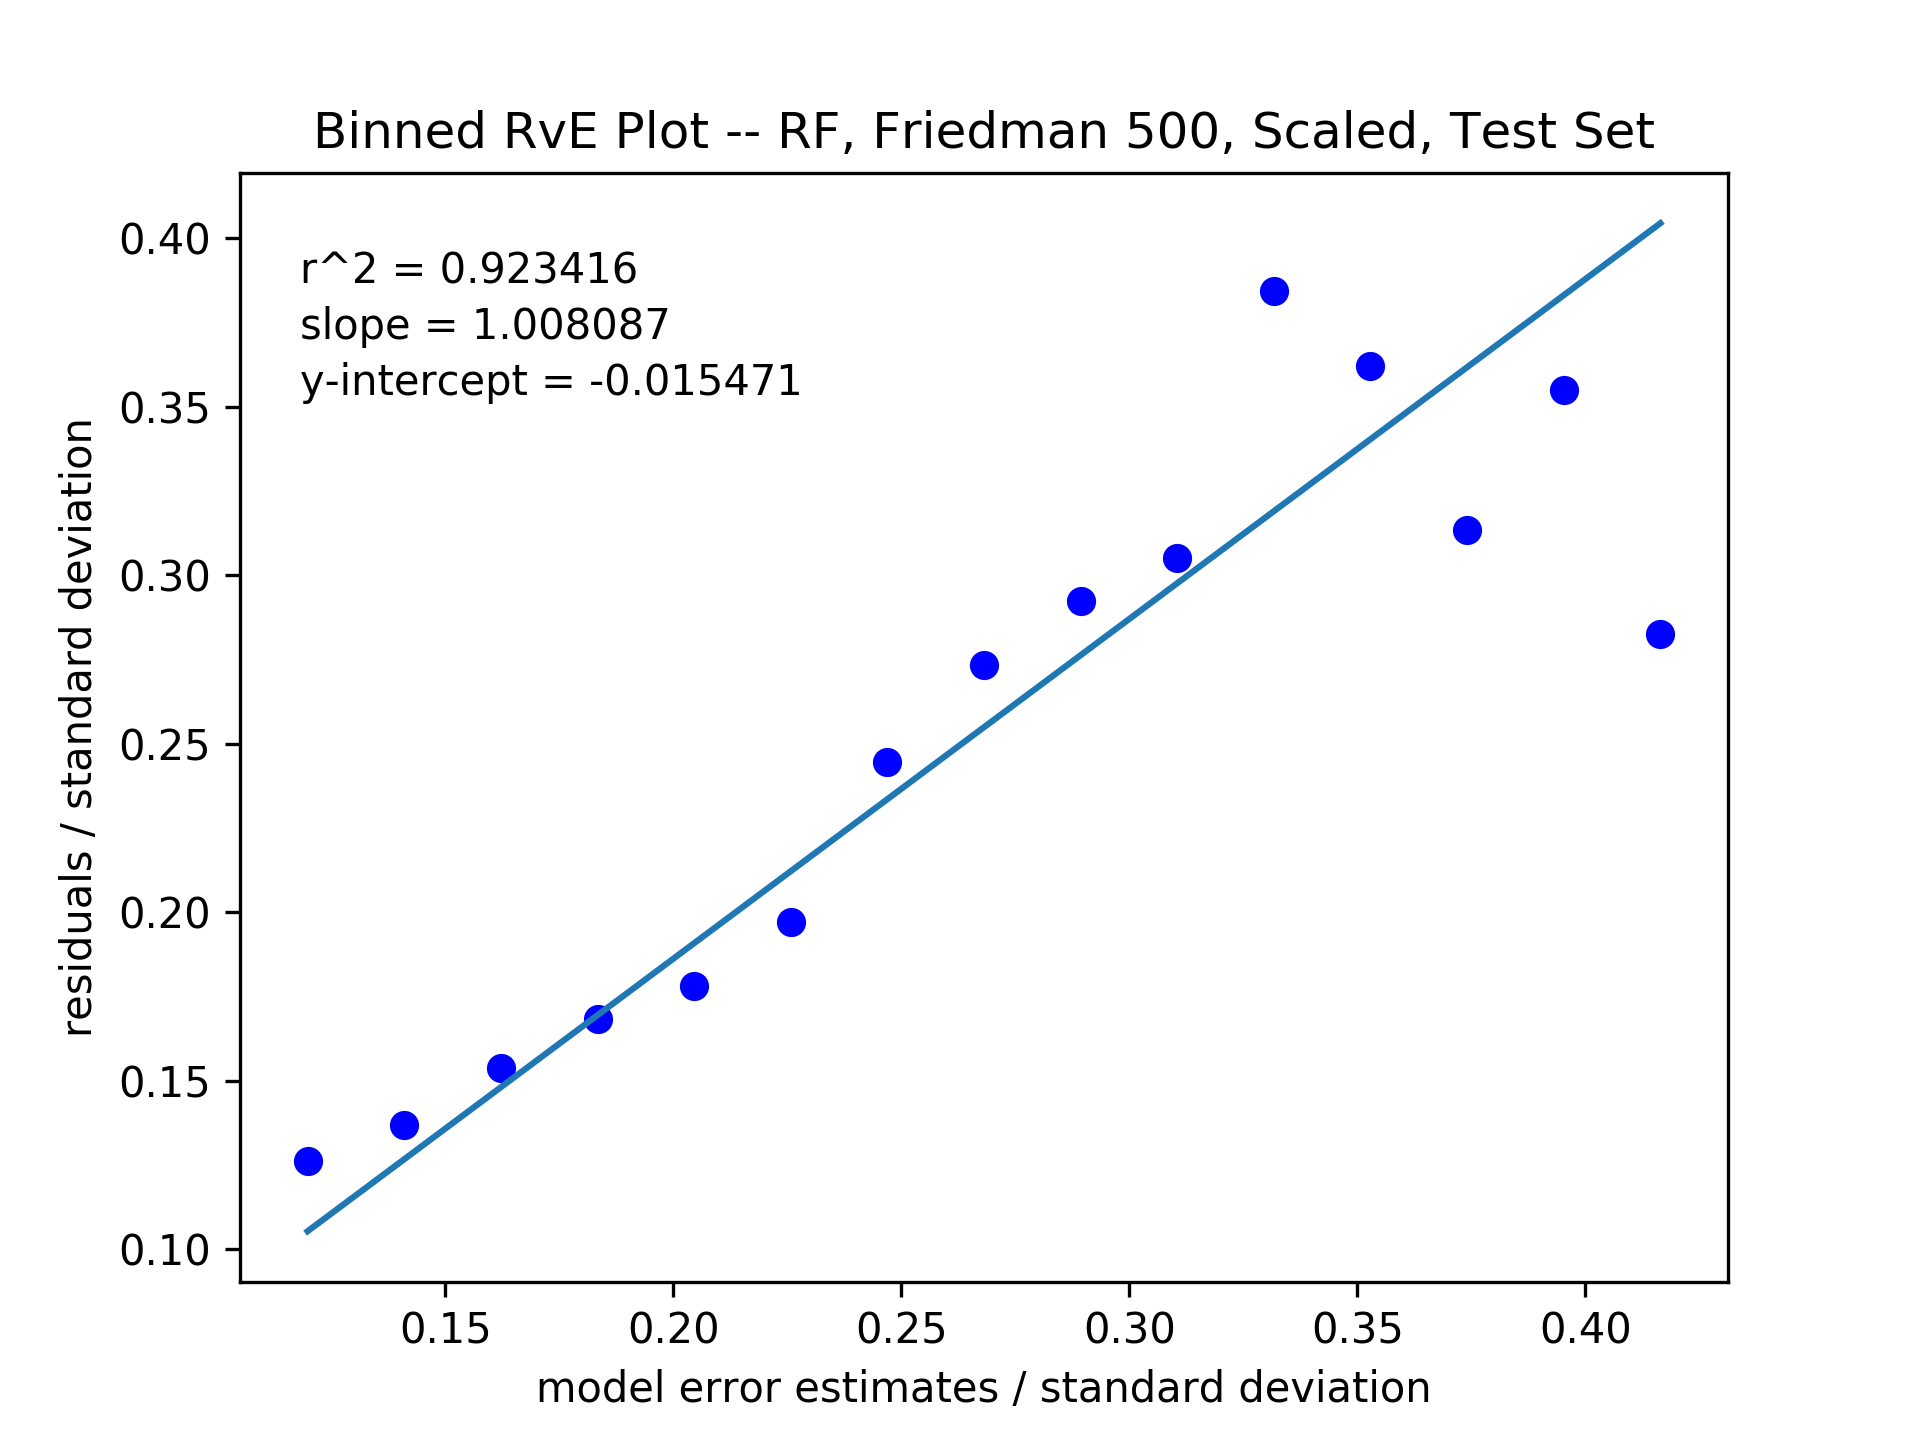 Binned RvE Plot -- RF, Friedman 500, Scaled, Test Set
r^2 = 0.923416
slope = 1.008087
y-intercept = -0.015471
residuals / standard deviation
0.40
0.35
0.30
0.25
0.20
0.15
0.10
0.15 0.20 0.25 0.30 0.35 0.40
model error estimates / standard deviation